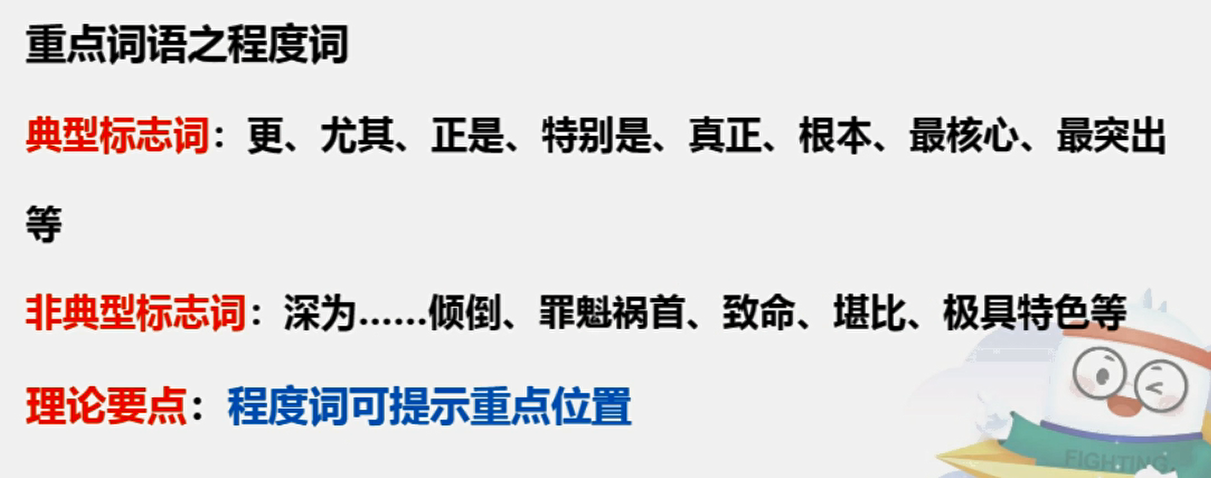 重点词语之程度词
典型标志词：更、尤其、正是、特别是、真正、根本、最核心、最突出
等
非典型标志词：深为……倾倒、罪魁祸首、致命、堪比、极具特色等
理论要点：程度词可提示重点位置
FIGHTING.